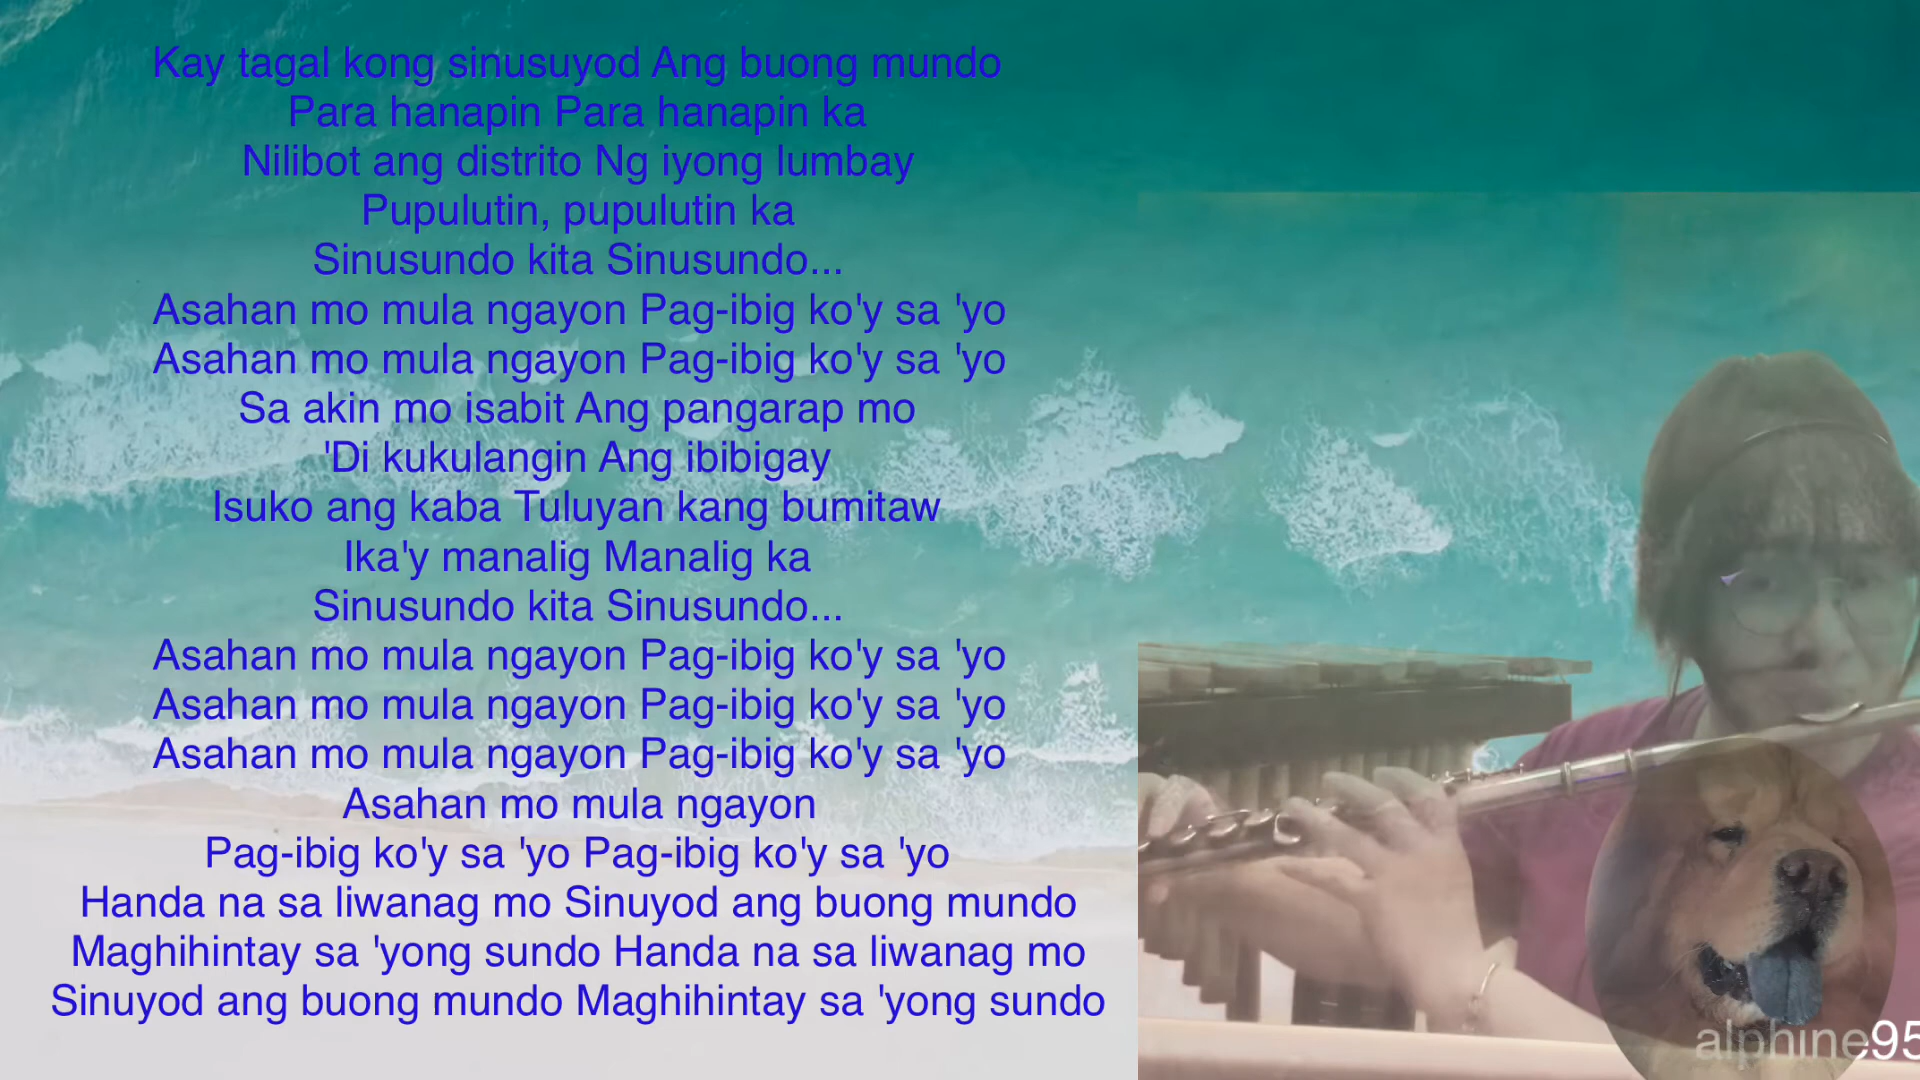 Kay tagal kong sinusuyod Ang buong mundo
Para hanapin Para hanapin ka
Nilibot ang distrito Ng iyong lumbay
Pupulutin, pupulutin ka
Sinusundo kita Sinusundo...
Asahan mo mula ngayon Pag-ibig ko'y sa 'yo
Asahan mo mula ngayon Pag-ibig ko'y sa 'yo
Sa akin mo isabit Ang pangarap mo
'Di kukulangin Ang ibibigay
Isuko ang kaba Tuluyan kang bumitaw
Ika'y manalig Manalig ka
Sinusundo kita Sinusundo...
Asahan mo mula ngayon Pag-ibig ko'y sa 'yo
Asahan mo mula ngayon Pag-ibig ko'y sa 'yo
Asahan mo mula ngayon Pag-ibig ko'y sa 'yo
Asahan mo mula ngayon
Pag-ibig ko'y sa 'yo Pag-ibig ko'y sa 'yo
Handa na sa liwanag mo Sinuyod ang buong mundo
Maghihintay sa 'yong sundo Handa na sa liwanag mo
Sinuyod ang buong mundo Maghihintay sa 'yong sundo
alphine95